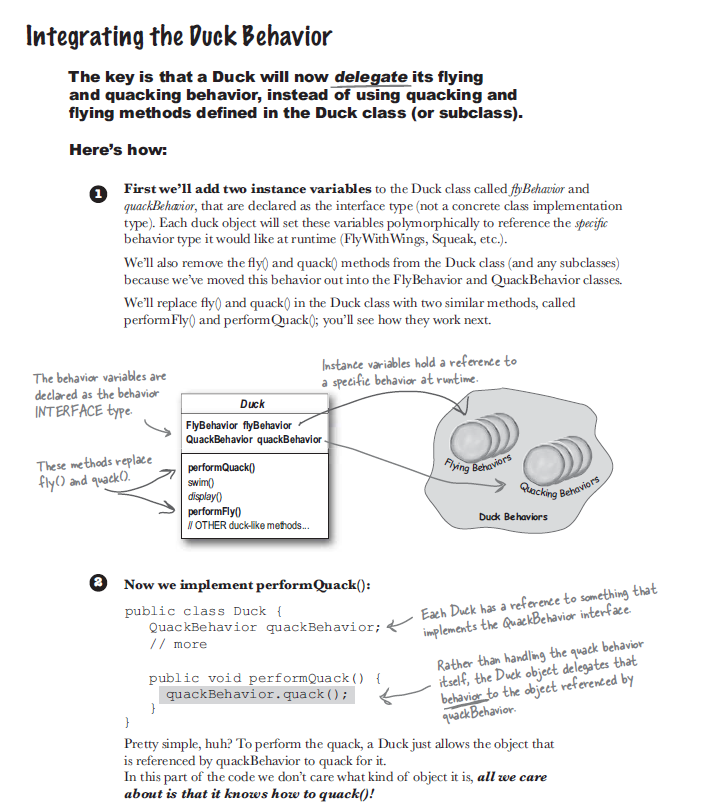 Integrating the Duck Behavior
The key is that a Duck will now delegate its flying
and quacking behavior, instead of using quacking and
flying methods defined in the Duck class (or subclass).
Here's how:
1
First we'll add two instance variables to the Duck class called flyBehavior and
quackBehavior, that are declared as the interface type (not a concrete class implementation
type). Each duck object will set these variables polymorphically to reference the specific
behavior type it would like at runtime (FlyWithWings, Squeak, etc.).
We'll also remove the fly() and quack() methods from the Duck class (and any subclasses)
because we've moved this behavior out into the FlyBehavior and QuackBehavior classes.
We'll replace fly() and quack() in the Duck class with two similar methods, called
performFly() and performQuack(); you'll see how they work next.
The behavior variables are
declared as the behavior
INTERFACE type.
These methods replace
fly() and quack().
Instance variables hold a reference to
a specific behavior at runtime.
Duck
FlyBehavior flyBehavior
QuackBehavior quackBehavior
performQuack()
swim()
display()
performFly()
// OTHER duck-like methods...
Flying Behaviors
Quacking Behaviors
Duck Behaviors
2
Now we implement performQuack():
public class Duck {
QuackBehavior quackBehavior;
// more
public void performQuack() {
quackBehavior.quack();
}
}
Each Duck has a reference to something that
implements the QuackBehavior interface.
Rather than handling the quack behavior
itself, the Duck object delegates that
behavior to the object referenced by
quackBehavior.
Pretty simple, huh? To perform the quack, a Duck just allows the object that
is referenced by quackBehavior to quack for it.
In this part of the code we don't care what kind of object it is, all we care
about is that it knows how to quack()!